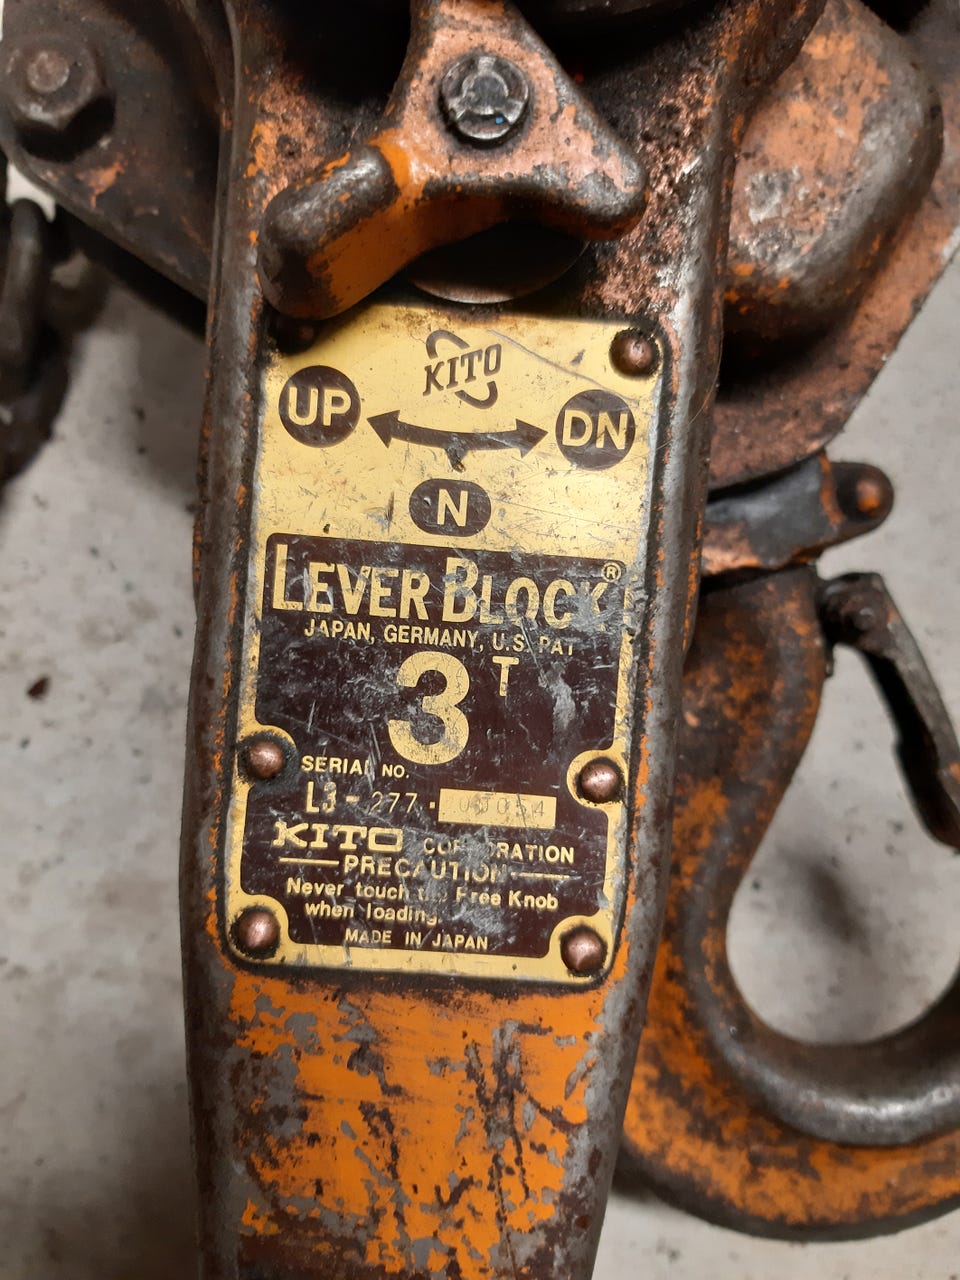 KITO
UP DN
N
LEVER BLOCK®
JAPAN, GERMANY, U.S. PAT
3 T
SERIAL NO.
L3-277·
KITO CORPORATION
PRECAUTION
Never touch the Free Knob
when loading.
MADE IN JAPAN